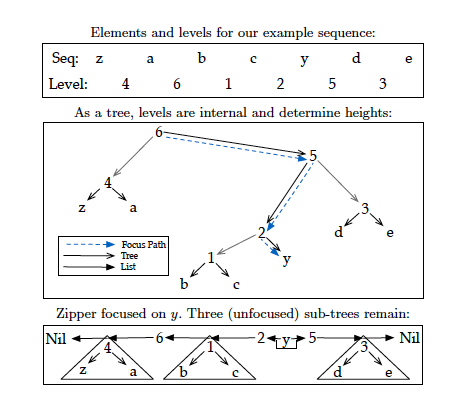 Elements and levels for our example sequence:
Seq: z a b c y d e
Level: 4 6 1 2 5 3
As a tree, levels are internal and determine heights:
6
5
4
3
z a
2
d e
1
y
b c
Focus Path
Tree
List
Zipper focused on y. Three (unfocused) sub-trees remain:
Nil 6 2 y 5 Nil
4 1 3
z a b c d e